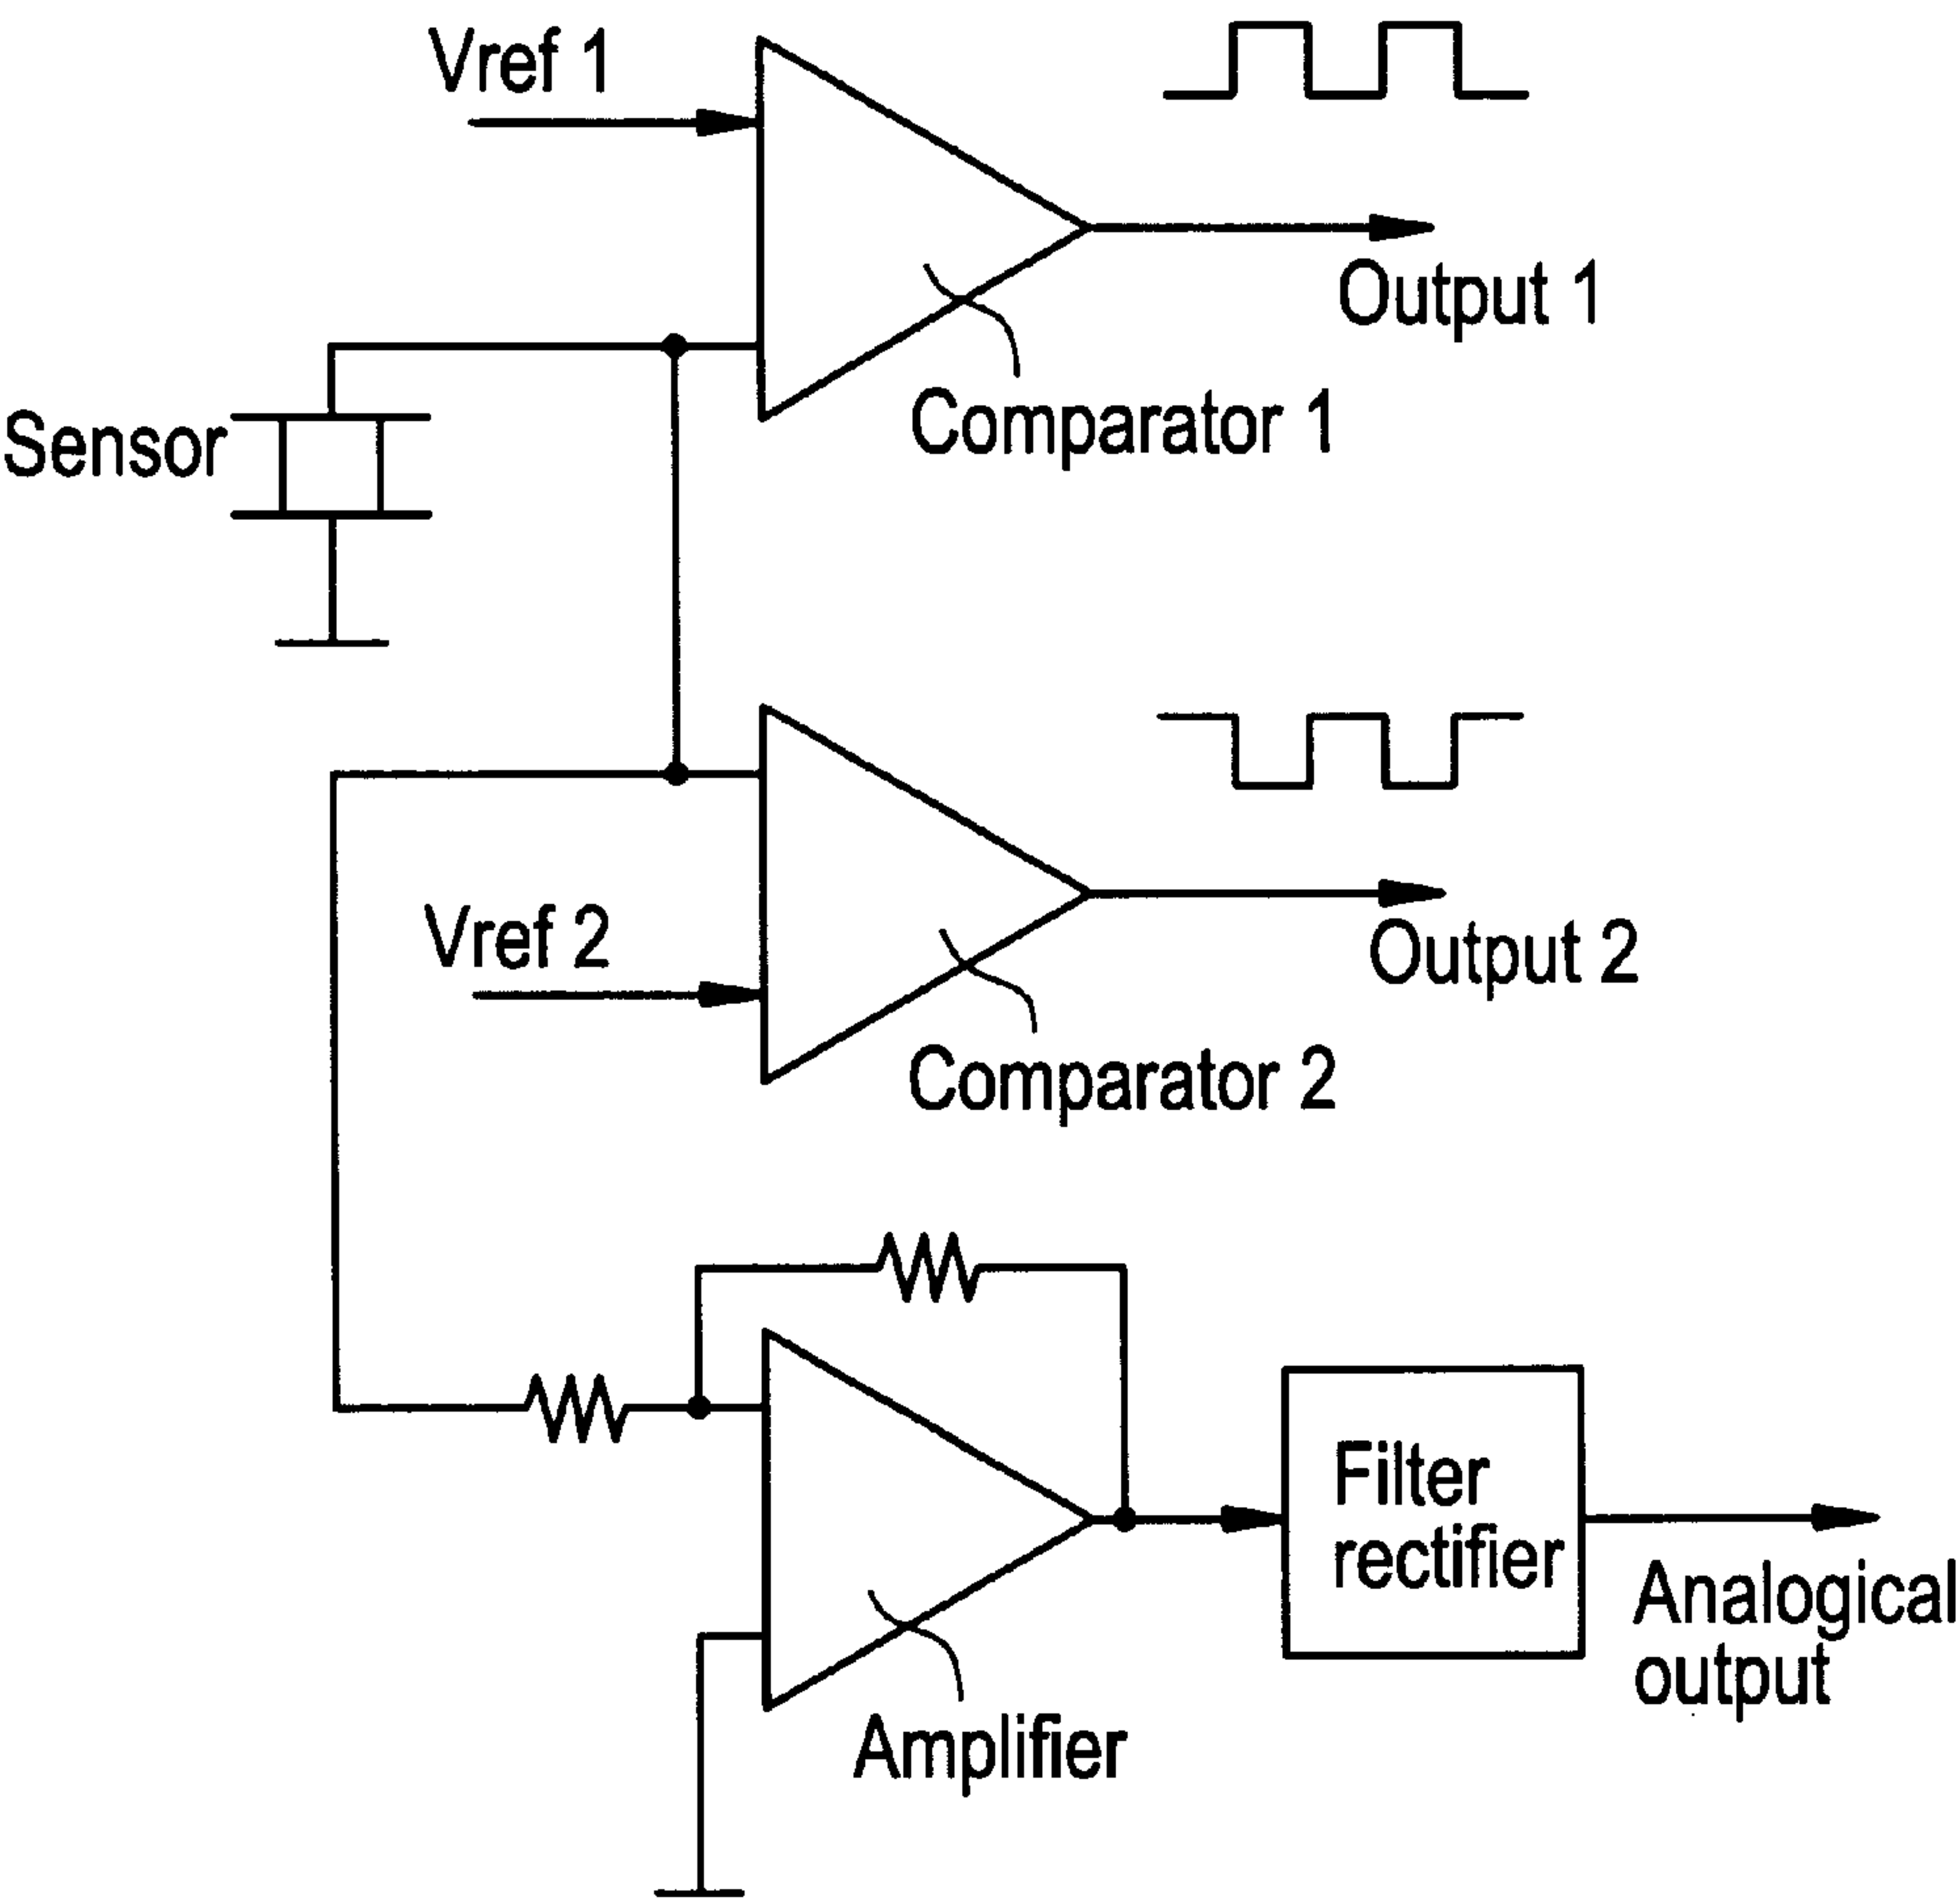 Vref 1
Output 1
Sensor
Comparator 1
Vref 2
Output 2
Comparator 2
Filter
rectifier
Analogical
output
Amplifier